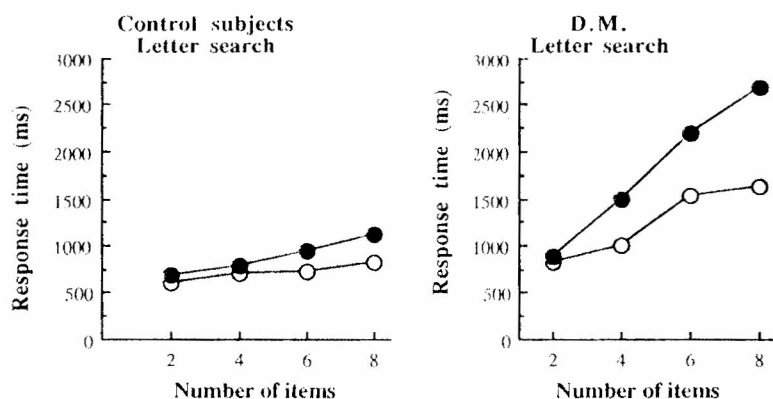 Control subjects
Letter search
3000
2500
2000
1500
1000
500
0
Response time (ms)
2 4 6 8
Number of items
D.M.
Letter search
3000
2500
2000
1500
1000
500
0
Response time (ms)
2 4 6 8
Number of items